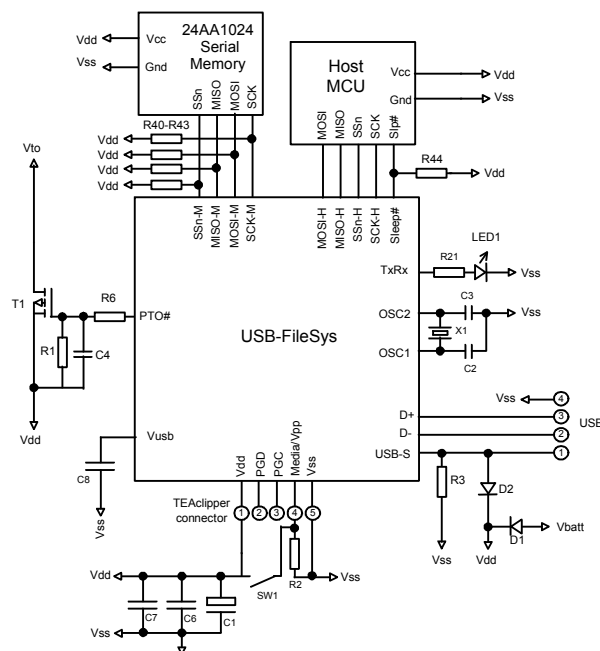 24AA1024
Serial
Memory
Vdd
Vcc
Vss
Gnd
SSn
MISO
MOSI
SCK
Host
MCU
Vcc
Vdd
Gnd
Vss
MOSI
MISO
SSn
SCK
Slp#
R40-R43
Vdd
Vdd
Vdd
Vdd
R44
Vdd
Vto
SSn-M
MISO-M
MOSI-M
SCK-M
MOSI-H
MISO-H
SSn-H
SCK-H
Sleep#
LED1
TxRx
R21
Vss
T1
R6
PTO#
R1
C4
Vdd
USB-FileSys
OSC2
C3
Vss
X1
OSC1
C2
Vss
4
D+
3
USB
D-
2
USB-S
1
Vusb
C8
Vss
Vdd
PGD
PGC
Media/Vpp
Vss
R3
D2
D1
Vbatt
Vss
Vdd
TEAclipper
connector
1
2
3
4
5
Vdd
SW1
R2
Vss
C7
C6
C1
Vss